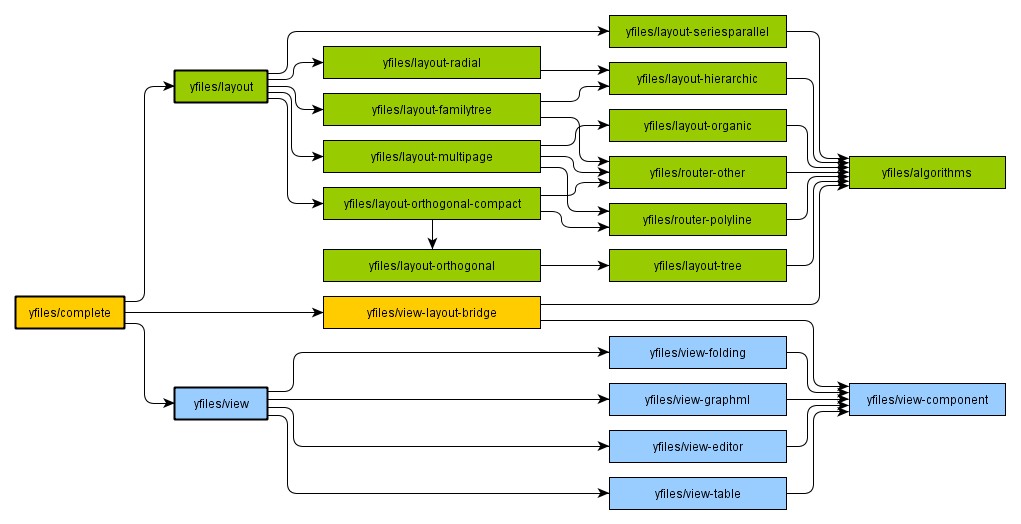 yfiles/layout-seriesparallel
yfiles/layout-radial
yfiles/layout
yfiles/layout-hierarchic
yfiles/layout-familytree
yfiles/layout-organic
yfiles/layout-multipage
yfiles/router-other
yfiles/algorithms
yfiles/layout-orthogonal-compact
yfiles/router-polyline
yfiles/layout-orthogonal
yfiles/layout-tree
yfiles/complete
yfiles/view-layout-bridge
yfiles/view-folding
yfiles/view
yfiles/view-graphml
yfiles/view-component
yfiles/view-editor
yfiles/view-table